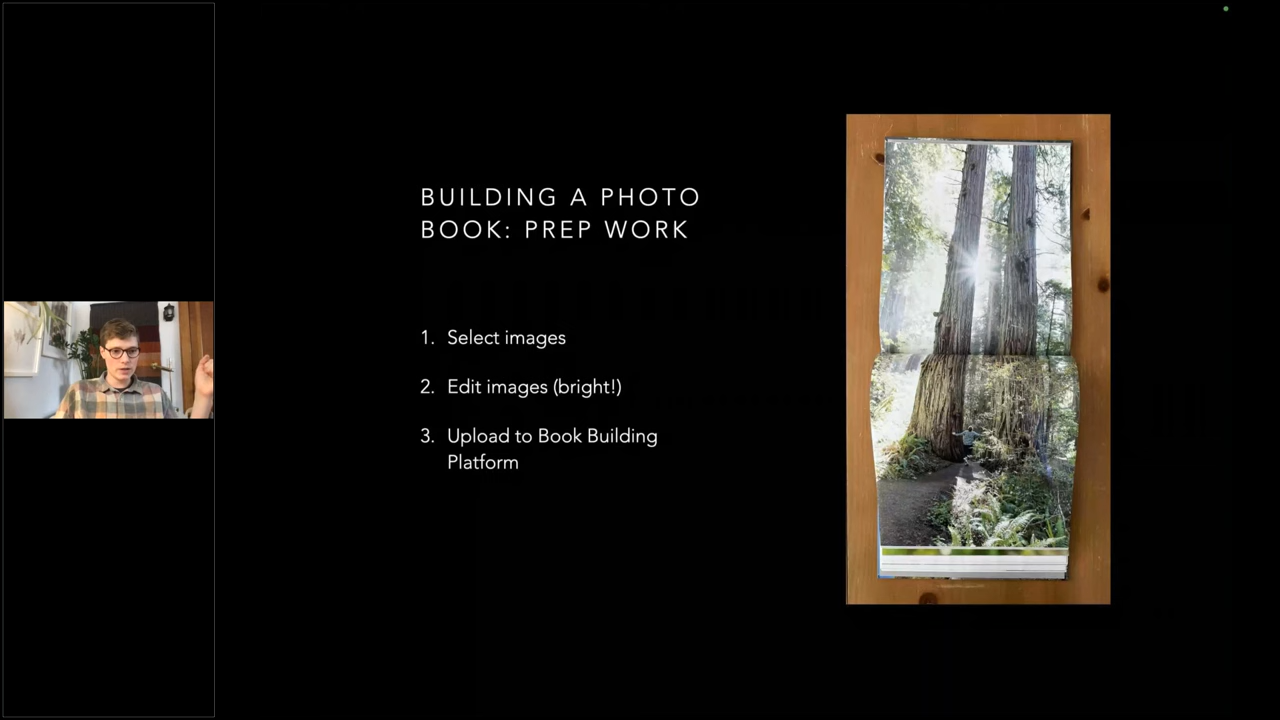 BUILDING A PHOTO
BOOK: PREP WORK
1. Select images
2. Edit images (bright!)
3. Upload to Book Building
Platform